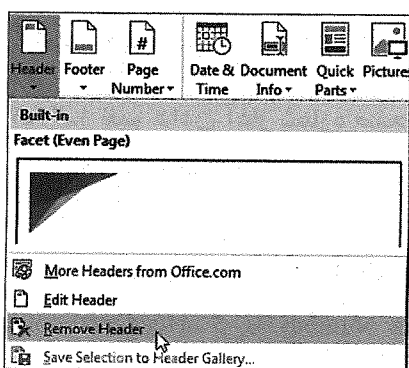 Header Footer Page Number Date & Time Document Info Quick Parts Pictures
Built-in
Facet (Even Page)
More Headers from Office.com
Edit Header
Remove Header
Save Selection to Header Gallery...